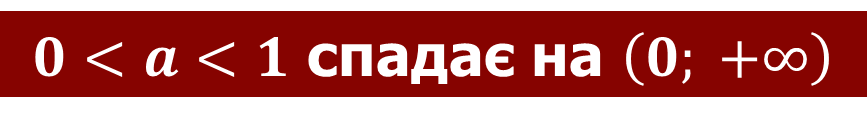 0 < a < 1 спадає на (0; +∞)